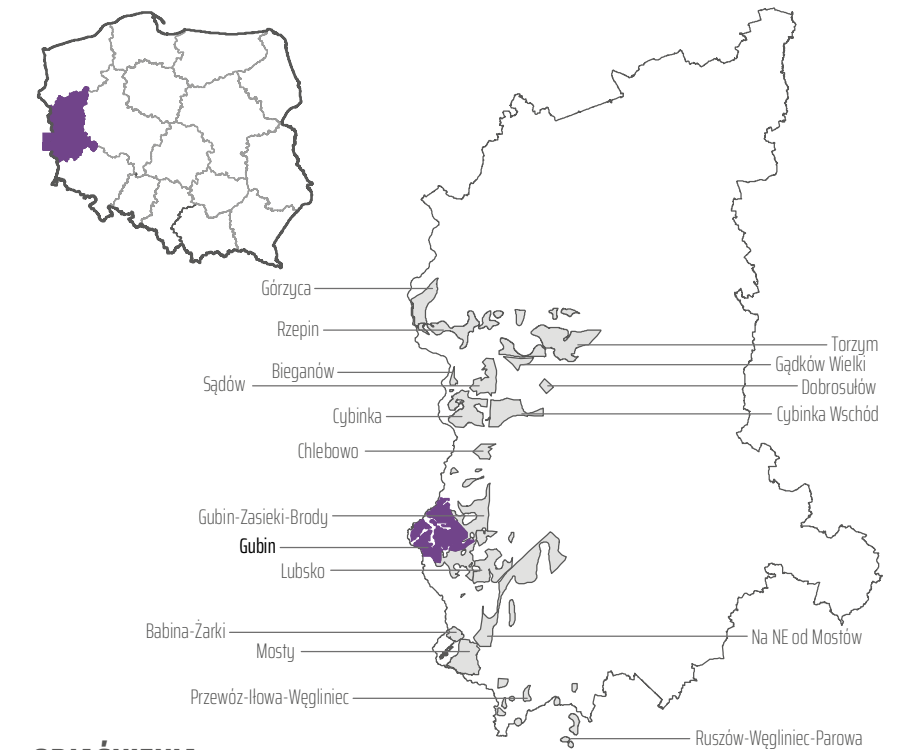 Górzyca
Rzepin
Torzym
Gądków Wielki
Bieganów
Sądów
Dobrosułów
Cybinka
Cybinka Wschód
Chlebowo
Gubin-Zasieki-Brody
Gubin
Lubsko
Babina-Żarki
Na NE od Mostów
Mosty
Przewóz-Iłowa-Węgliniec
Ruszów-Węgliniec-Parowa